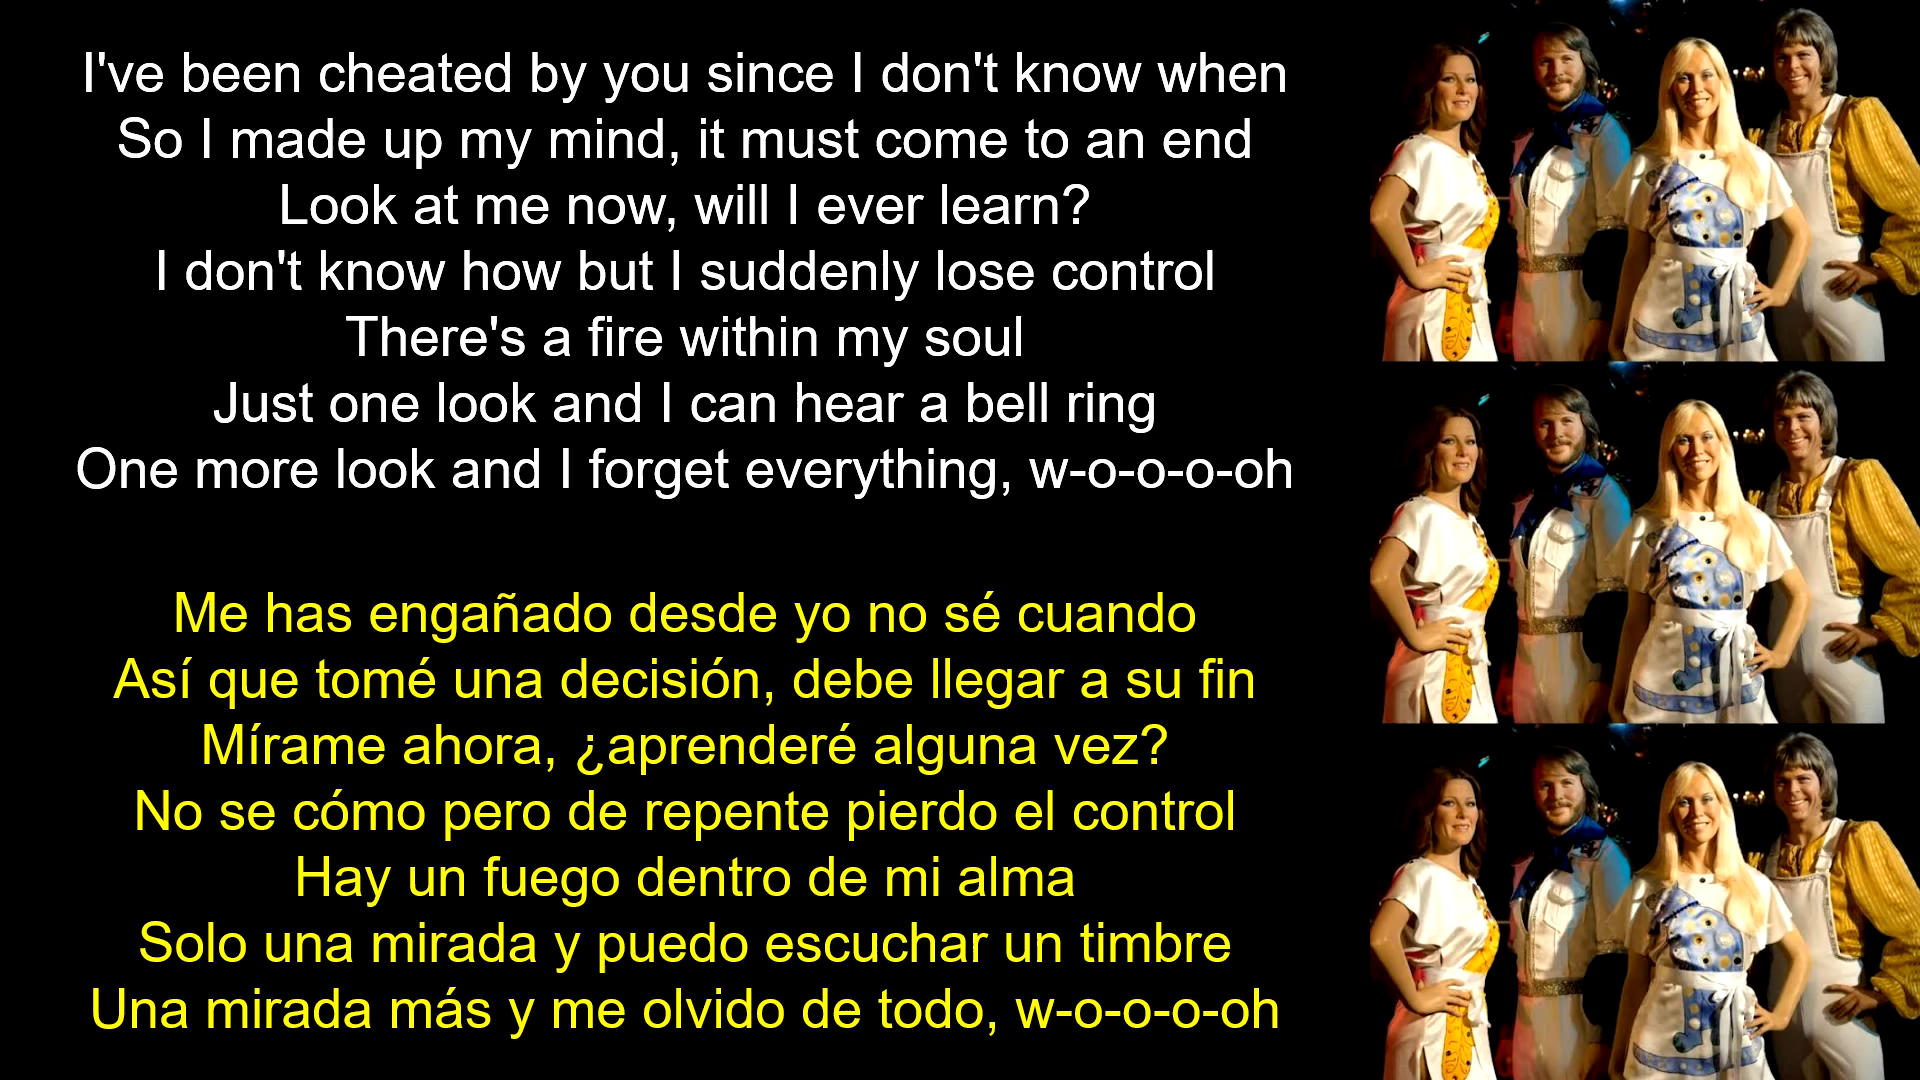 I've been cheated by you since I don't know when
So I made up my mind, it must come to an end
Look at me now, will I ever learn?
I don't know how but I suddenly lose control
There's a fire within my soul
Just one look and I can hear a bell ring
One more look and I forget everything, w-o-o-o-oh
Me has engañado desde yo no sé cuando
Así que tomé una decisión, debe llegar a su fin
Mírame ahora, ¿aprenderé alguna vez?
No se cómo pero de repente pierdo el control
Hay un fuego dentro de mi alma
Solo una mirada y puedo escuchar un timbre
Una mirada más y me olvido de todo, w-o-o-o-oh